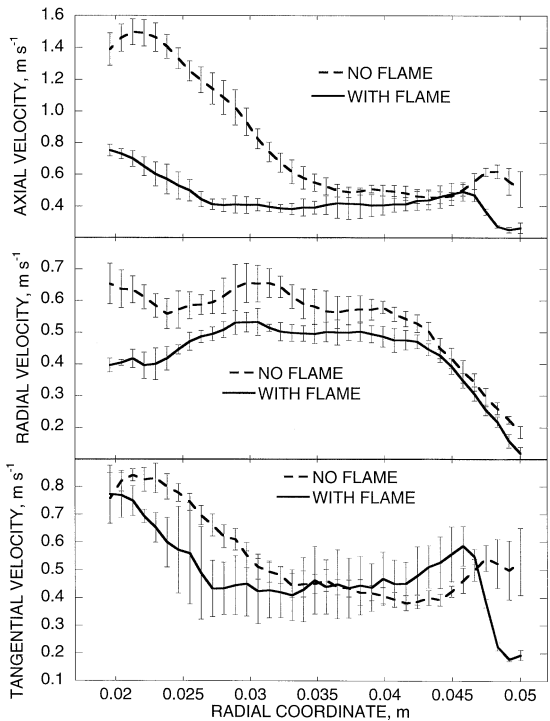 AXIAL VELOCITY, m s-1
1.6
1.4
1.2
1.0
0.8
0.6
0.4
NO FLAME
WITH FLAME
RADIAL VELOCITY, m s-1
0.7
0.6
0.5
0.4
0.3
0.2
NO FLAME
WITH FLAME
TANGENTIAL VELOCITY, m s-1
0.8
0.7
0.6
0.5
0.4
0.3
0.2
0.1
NO FLAME
WITH FLAME
0.02 0.025 0.03 0.035 0.04 0.045 0.05
RADIAL COORDINATE, m